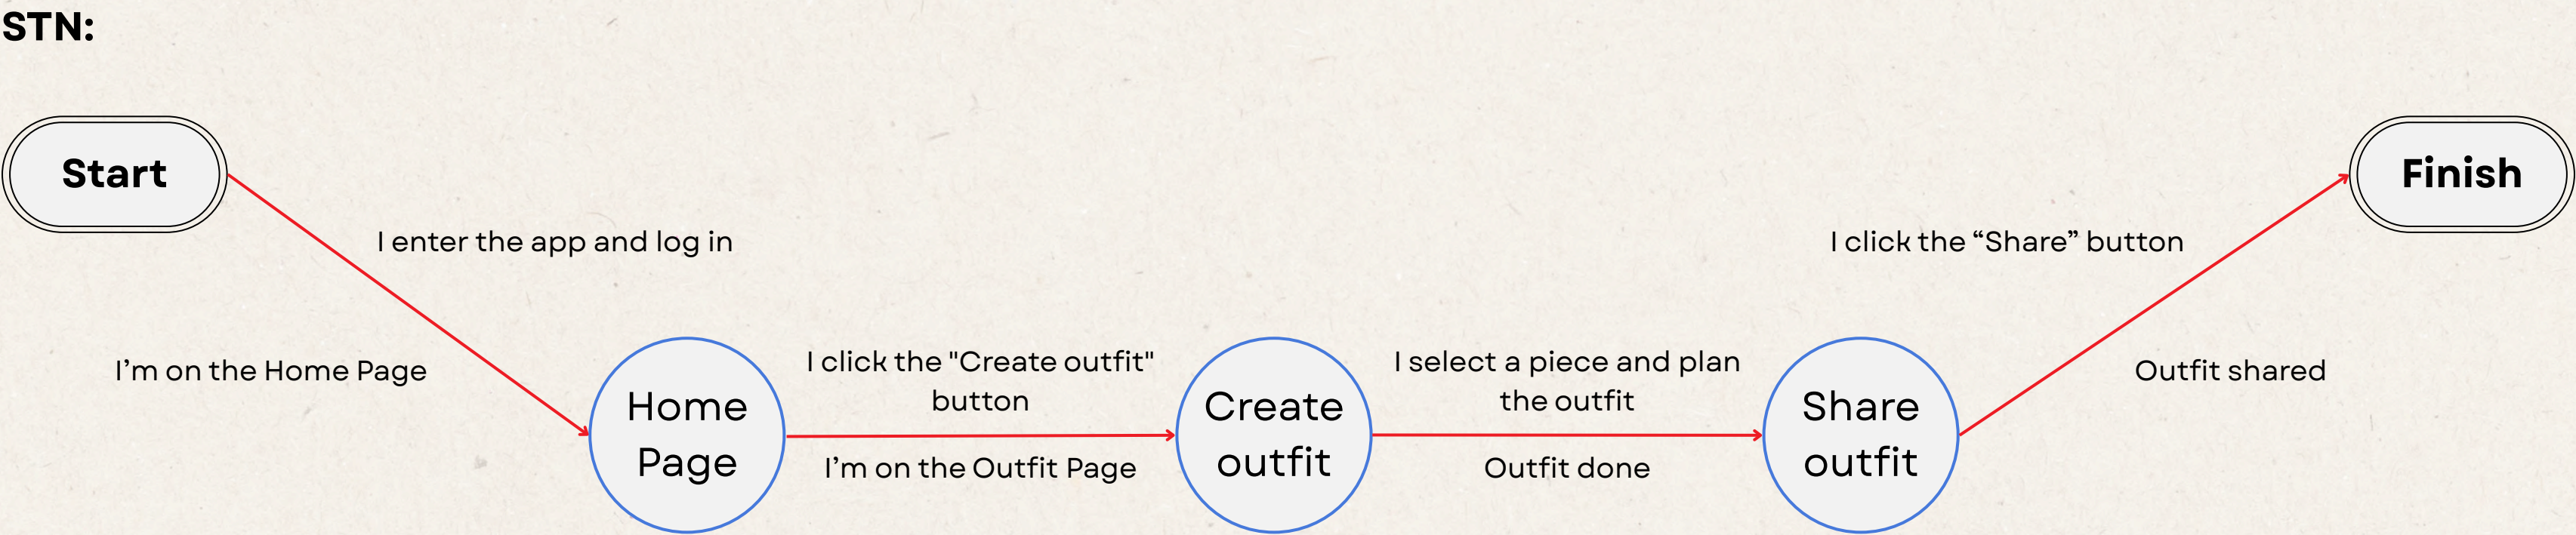 STN:
Start
Finish
I enter the app and log in
I click the “Share” button
I’m on the Home Page
I click the "Create outfit"
button
I select a piece and plan
the outfit
Outfit shared
Home
Page
Create
outfit
Share
outfit
I’m on the Outfit Page
Outfit done